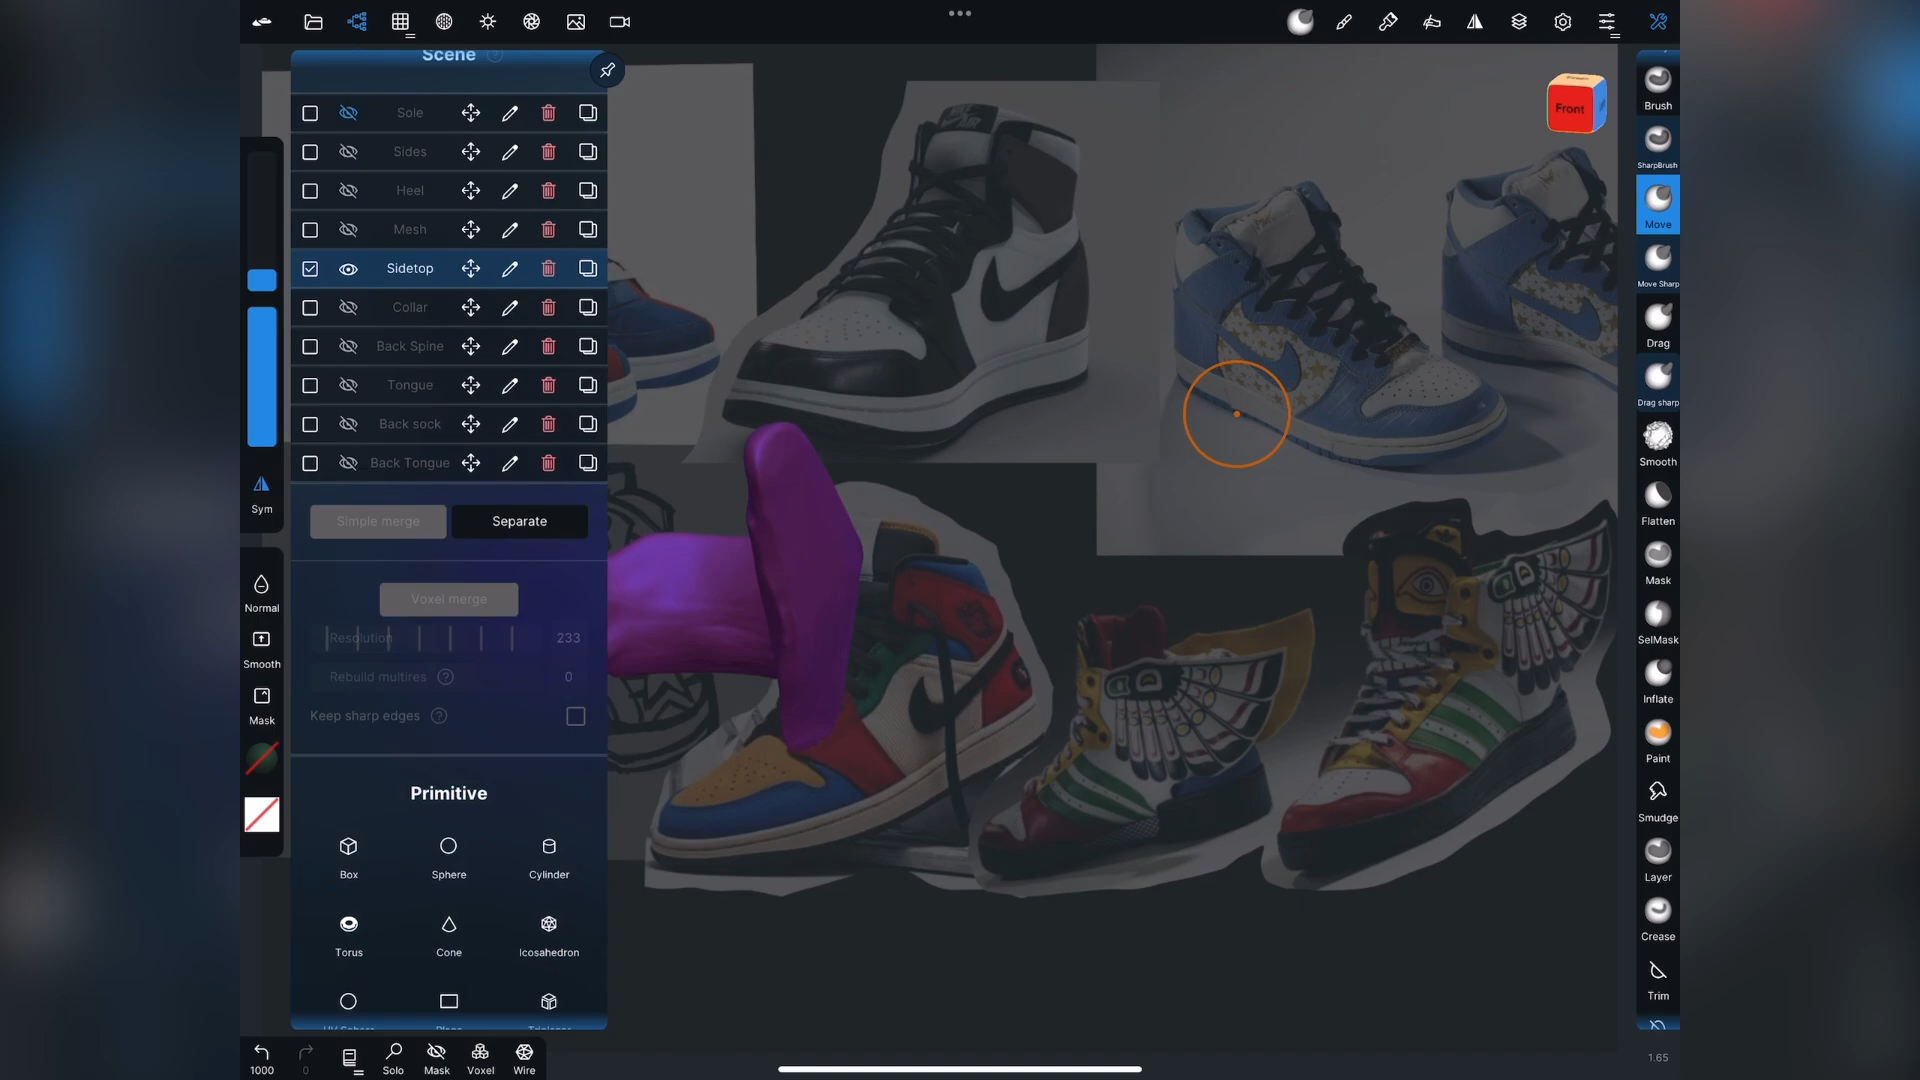 Scene
Sole
Sides
Heel
Mesh
Sidetop
Collar
Back Spine
Tongue
Back sock
Back Tongue
Simple merge
Separate
Voxel merge
Resolution 233
Rebuild multires ? 0
Keep sharp edges ?
Primitive
Box
Sphere
Cylinder
Torus
Cone
Icosahedron
Sym
Normal
Smooth
Mask
1000
0
Solo
Mask
Voxel
Wire
Front
Brush
SharpBrush
Move
Move Sharp
Drag
Drag sharp
Smooth
Flatten
Mask
SelMask
Inflate
Paint
Smudge
Layer
Crease
Trim
1.65